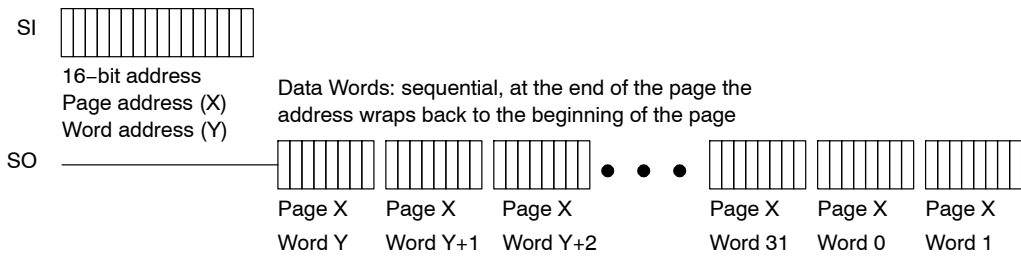 SI
16−bit address
Page address (X)
Word address (Y)
Data Words: sequential, at the end of the page the
address wraps back to the beginning of the page
SO
Page X Page X Page X Page X Page X Page X
Word Y Word Y+1 Word Y+2 Word 31 Word 0 Word 1